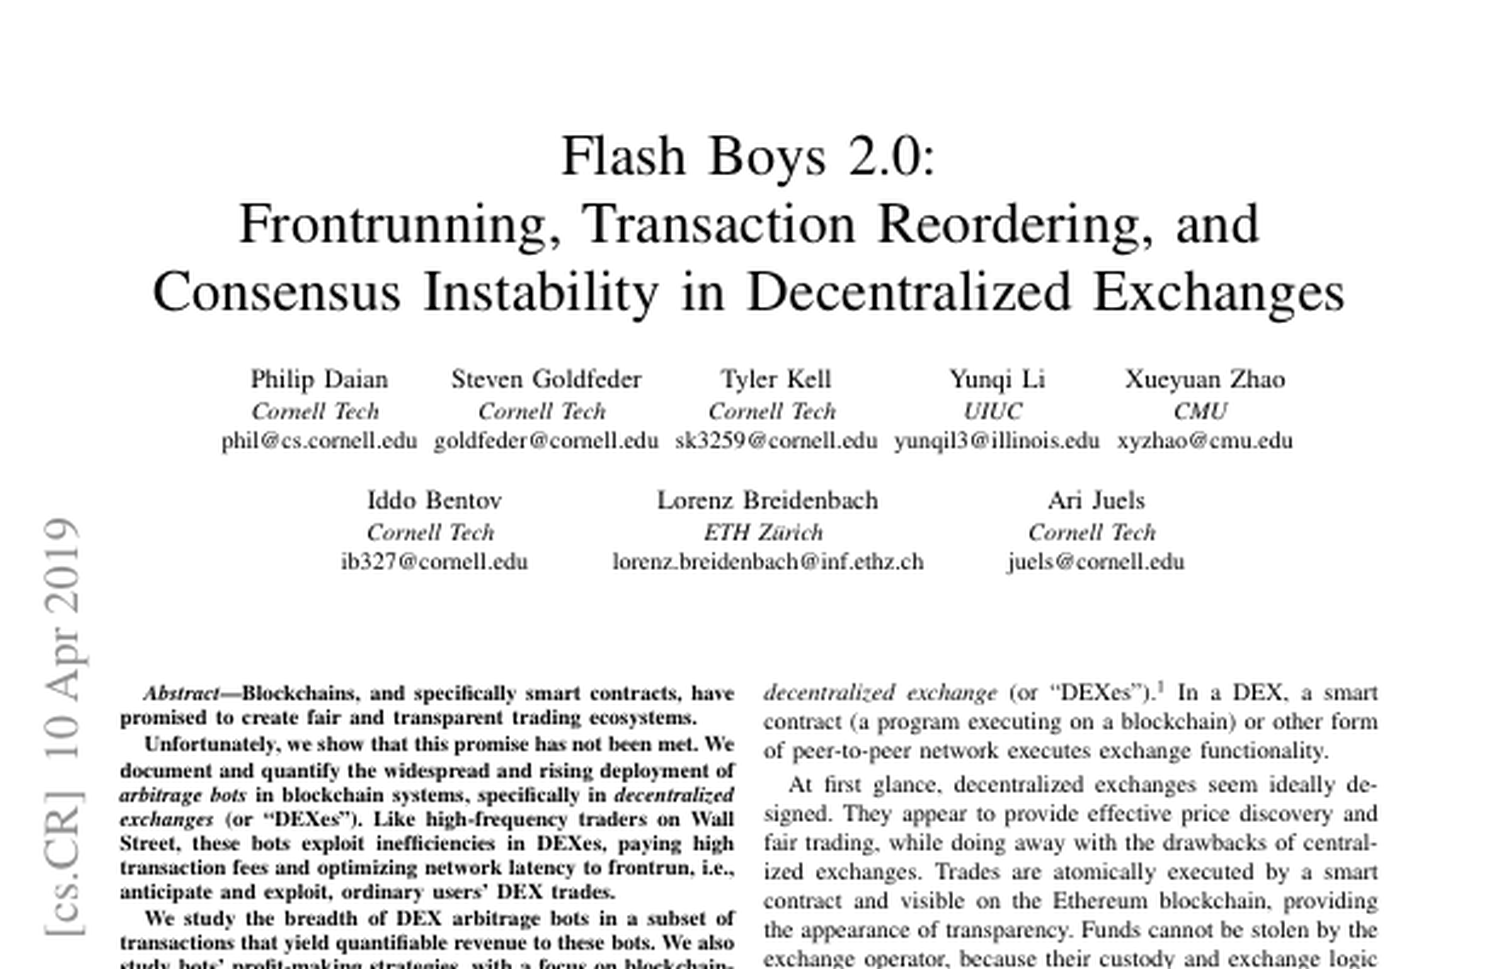 Flash Boys 2.0:
Frontrunning, Transaction Reordering, and
Consensus Instability in Decentralized Exchanges
Philip Daian
Cornell Tech
phil@cs.cornell.edu
Steven Goldfeder
Cornell Tech
goldfeder@cornell.edu
Tyler Kell
Cornell Tech
sk3259@cornell.edu
Yunqi Li
UIUC
yunqil3@illinois.edu
Xueyuan Zhao
CMU
xyzhao@cmu.edu
Iddo Bentov
Cornell Tech
ib327@cornell.edu
Lorenz Breidenbach
ETH Zürich
lorenz.breidenbach@inf.ethz.ch
Ari Juels
Cornell Tech
juels@cornell.edu
[cs.CR] 10 Apr 2019
Abstract—Blockchains, and specifically smart contracts, have
promised to create fair and transparent trading ecosystems.
Unfortunately, we show that this promise has not been met. We
document and quantify the widespread and rising deployment of
arbitrage bots in blockchain systems, specifically in decentralized
exchanges (or “DEXes”). Like high-frequency traders on Wall
Street, these bots exploit inefficiencies in DEXes, paying high
transaction fees and optimizing network latency to frontrun, i.e.,
anticipate and exploit, ordinary users’ DEX trades.
We study the breadth of DEX arbitrage bots in a subset of
transactions that yield quantifiable revenue to these bots. We also
study bots’ profit-making strategies, with a focus on blockchain-
decentralized exchange (or “DEXes”).¹ In a DEX, a smart
contract (a program executing on a blockchain) or other form
of peer-to-peer network executes exchange functionality.
At first glance, decentralized exchanges seem ideally de-
signed. They appear to provide effective price discovery and
fair trading, while doing away with the drawbacks of central-
ized exchanges. Trades are atomically executed by a smart
contract and visible on the Ethereum blockchain, providing
the appearance of transparency. Funds cannot be stolen by the
exchange operator, because their custody and exchange logic